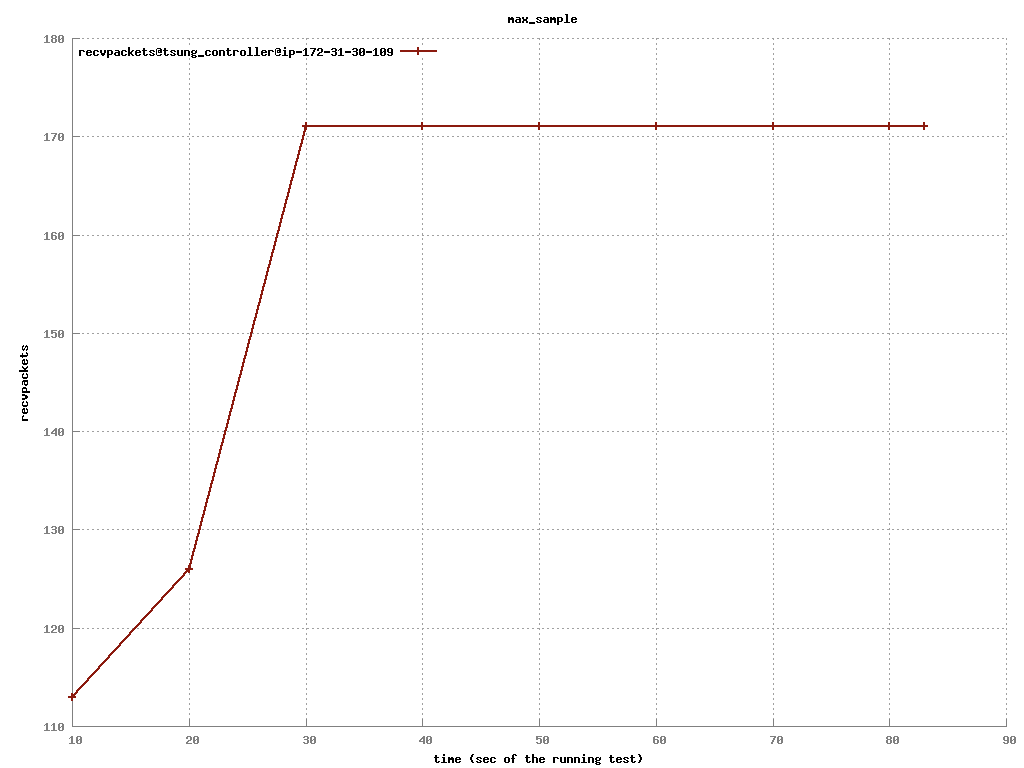 max_sample
recvpackets@tsung_controller@ip-172-31-30-109
180
170
160
150
140
130
120
110
recvpackets
10 20 30 40 50 60 70 80 90
time (sec of the running test)